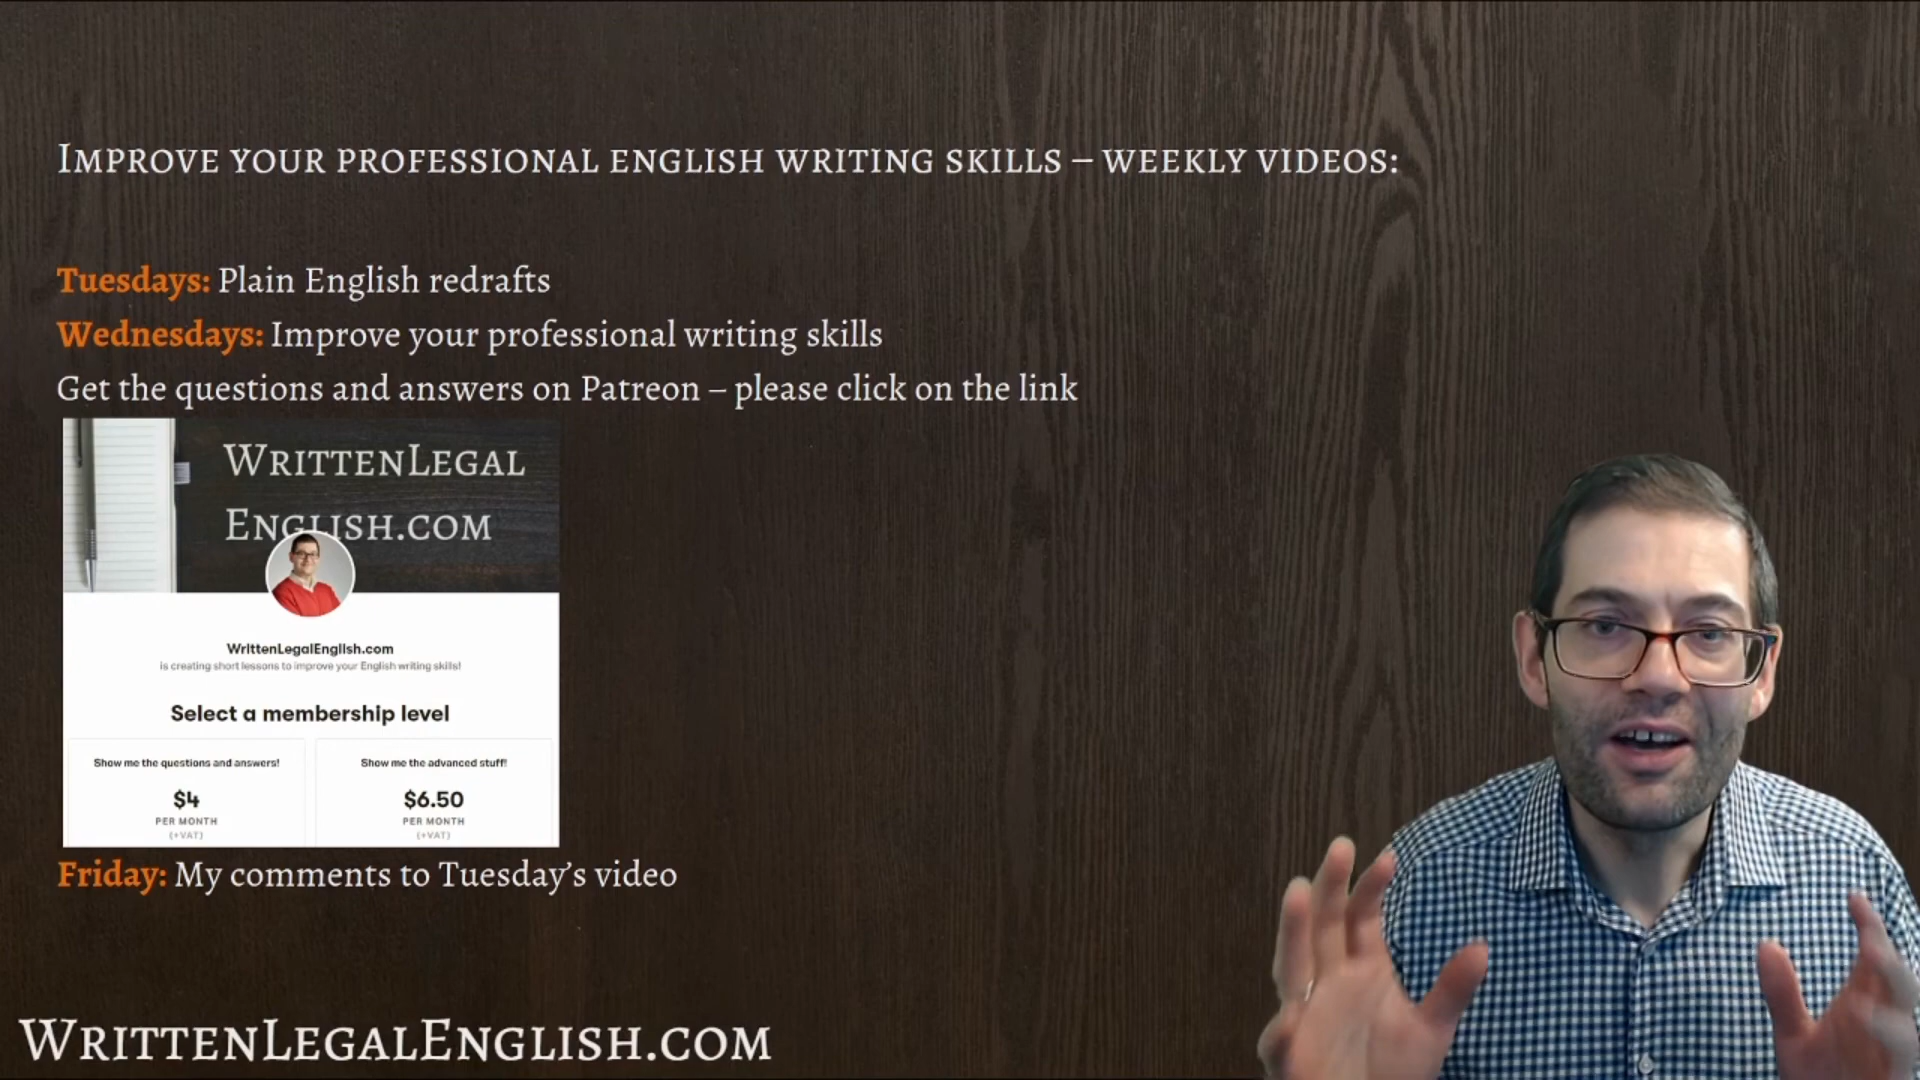 Improve your professional english writing skills – weekly videos:
Tuesdays: Plain English redrafts
Wednesdays: Improve your professional writing skills
Get the questions and answers on Patreon – please click on the link
WrittenLegal
English.com
WrittenLegalEnglish.com
is creating short lessons to improve your English writing skills!
Select a membership level
Show me the questions and answers!
$4
PER MONTH
(+VAT)
Show me the advanced stuff!
$6.50
PER MONTH
(+VAT)
Friday: My comments to Tuesday’s video
WrittenLegalEnglish.com